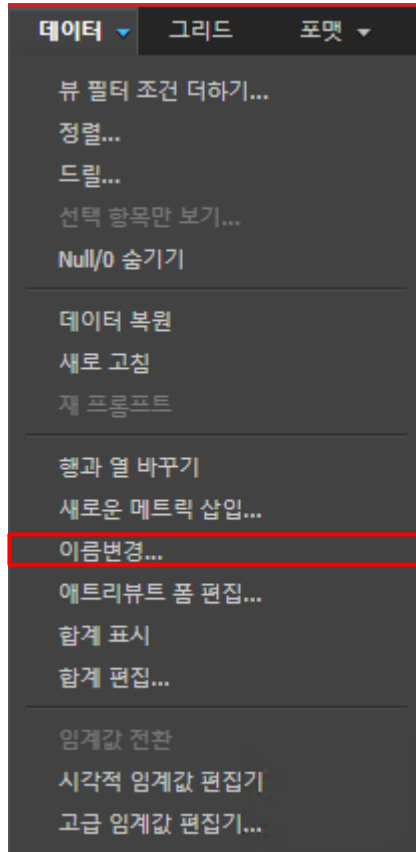 데이터 그리드 포맷
뷰 필터 조건 더하기...
정렬...
드릴...
선택 항목만 보기...
Null/0 숨기기
데이터 복원
새로 고침
재 프롬프트
행과 열 바꾸기
새로운 메트릭 삽입...
이름변경...
애트리뷰트 폼 편집...
합계 표시
합계 편집...
임계값 전환
시각적 임계값 편집기
고급 임계값 편집기...